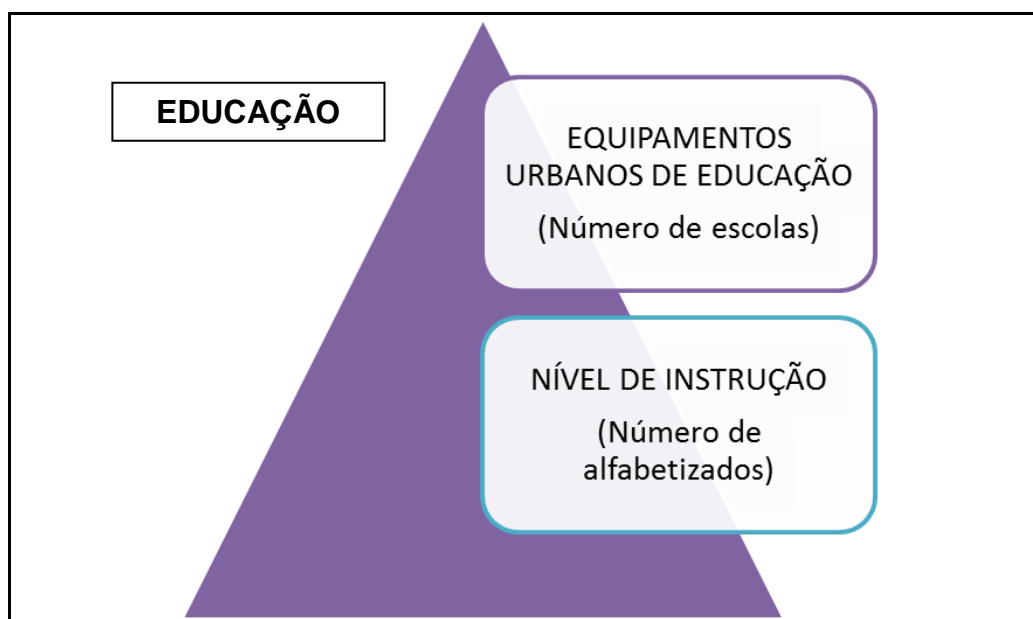 EDUCAÇÃO
EQUIPAMENTOS
URBANOS DE EDUCAÇÃO
(Número de escolas)
NÍVEL DE INSTRUÇÃO
(Número de
alfabetizados)